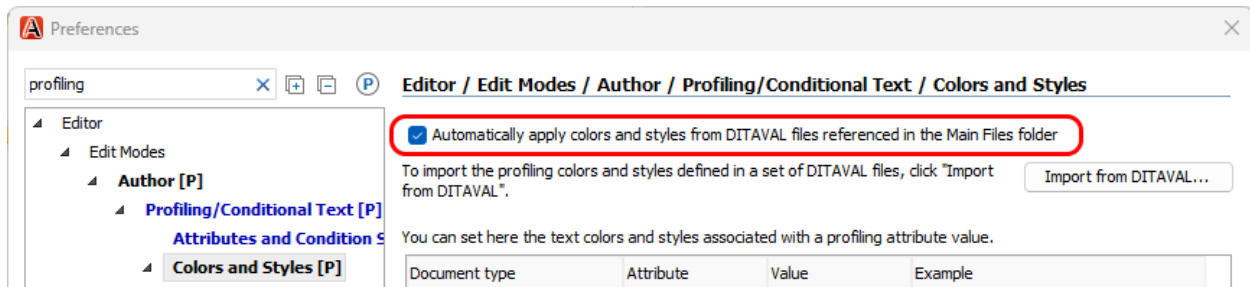 Preferences
profiling
P
Editor / Edit Modes / Author / Profiling/Conditional Text / Colors and Styles
Editor
Automatically apply colors and styles from DITAVAL files referenced in the Main Files folder
Edit Modes
To import the profiling colors and styles defined in a set of DITAVAL files, click "Import
from DITAVAL".
Import from DITAVAL...
Author [P]
Profiling/Conditional Text [P]
Attributes and Condition S
You can set here the text colors and styles associated with a profiling attribute value.
Colors and Styles [P]
Document type Attribute Value Example